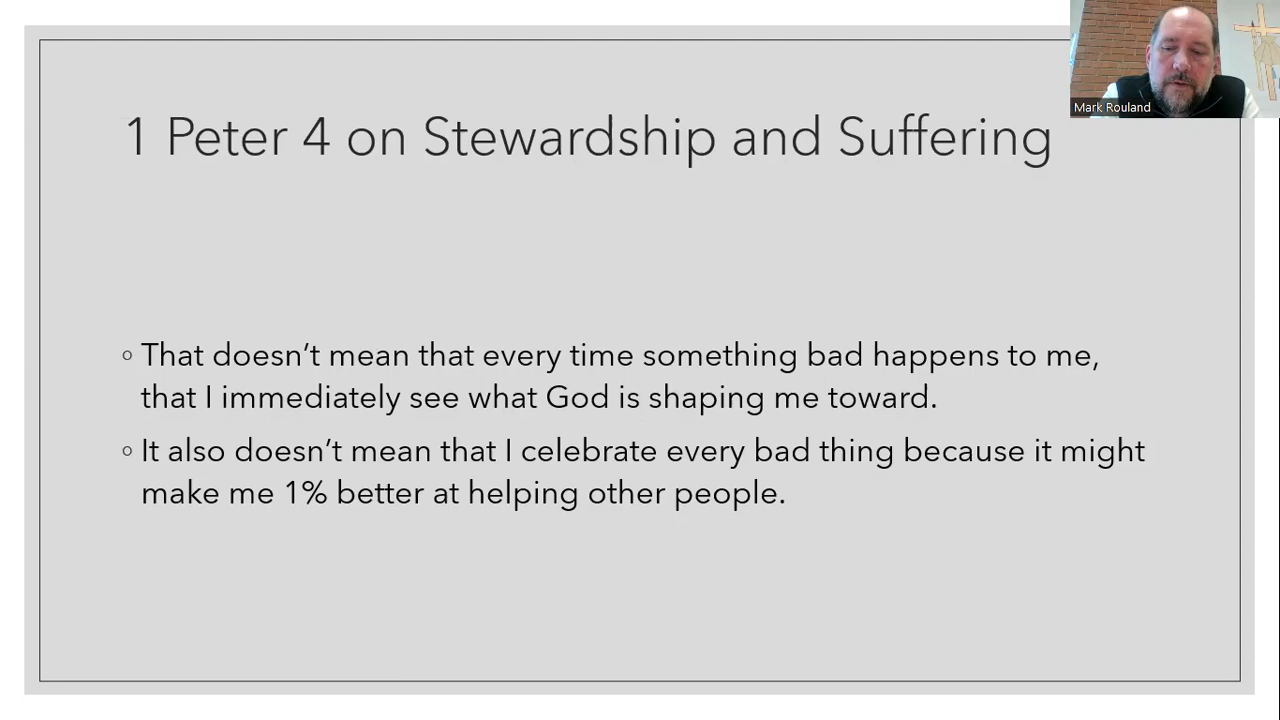 1 Peter 4 on Stewardship and Suffering
Mark Rouland
◦ That doesn’t mean that every time something bad happens to me,
that I immediately see what God is shaping me toward.
◦ It also doesn’t mean that I celebrate every bad thing because it might
make me 1% better at helping other people.